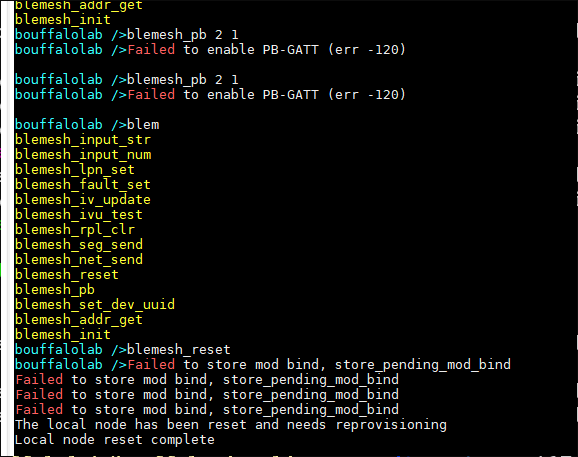 blemesh_addr_get
blemesh_init
bouffalolab />blemesh_pb 2 1
bouffalolab />Failed to enable PB-GATT (err -120)
bouffalolab />blemesh_pb 2 1
bouffalolab />Failed to enable PB-GATT (err -120)
bouffalolab />blem
blemesh_input_str
blemesh_input_num
blemesh_lpn_set
blemesh_fault_set
blemesh_iv_update
blemesh_ivu_test
blemesh_rpl_clr
blemesh_seg_send
blemesh_net_send
blemesh_reset
blemesh_pb
blemesh_set_dev_uuid
blemesh_addr_get
blemesh_init
bouffalolab />blemesh_reset
bouffalolab />Failed to store mod bind, store_pending_mod_bind
Failed to store mod bind, store_pending_mod_bind
Failed to store mod bind, store_pending_mod_bind
Failed to store mod bind, store_pending_mod_bind
The local node has been reset and needs reprovisioning
Local node reset complete